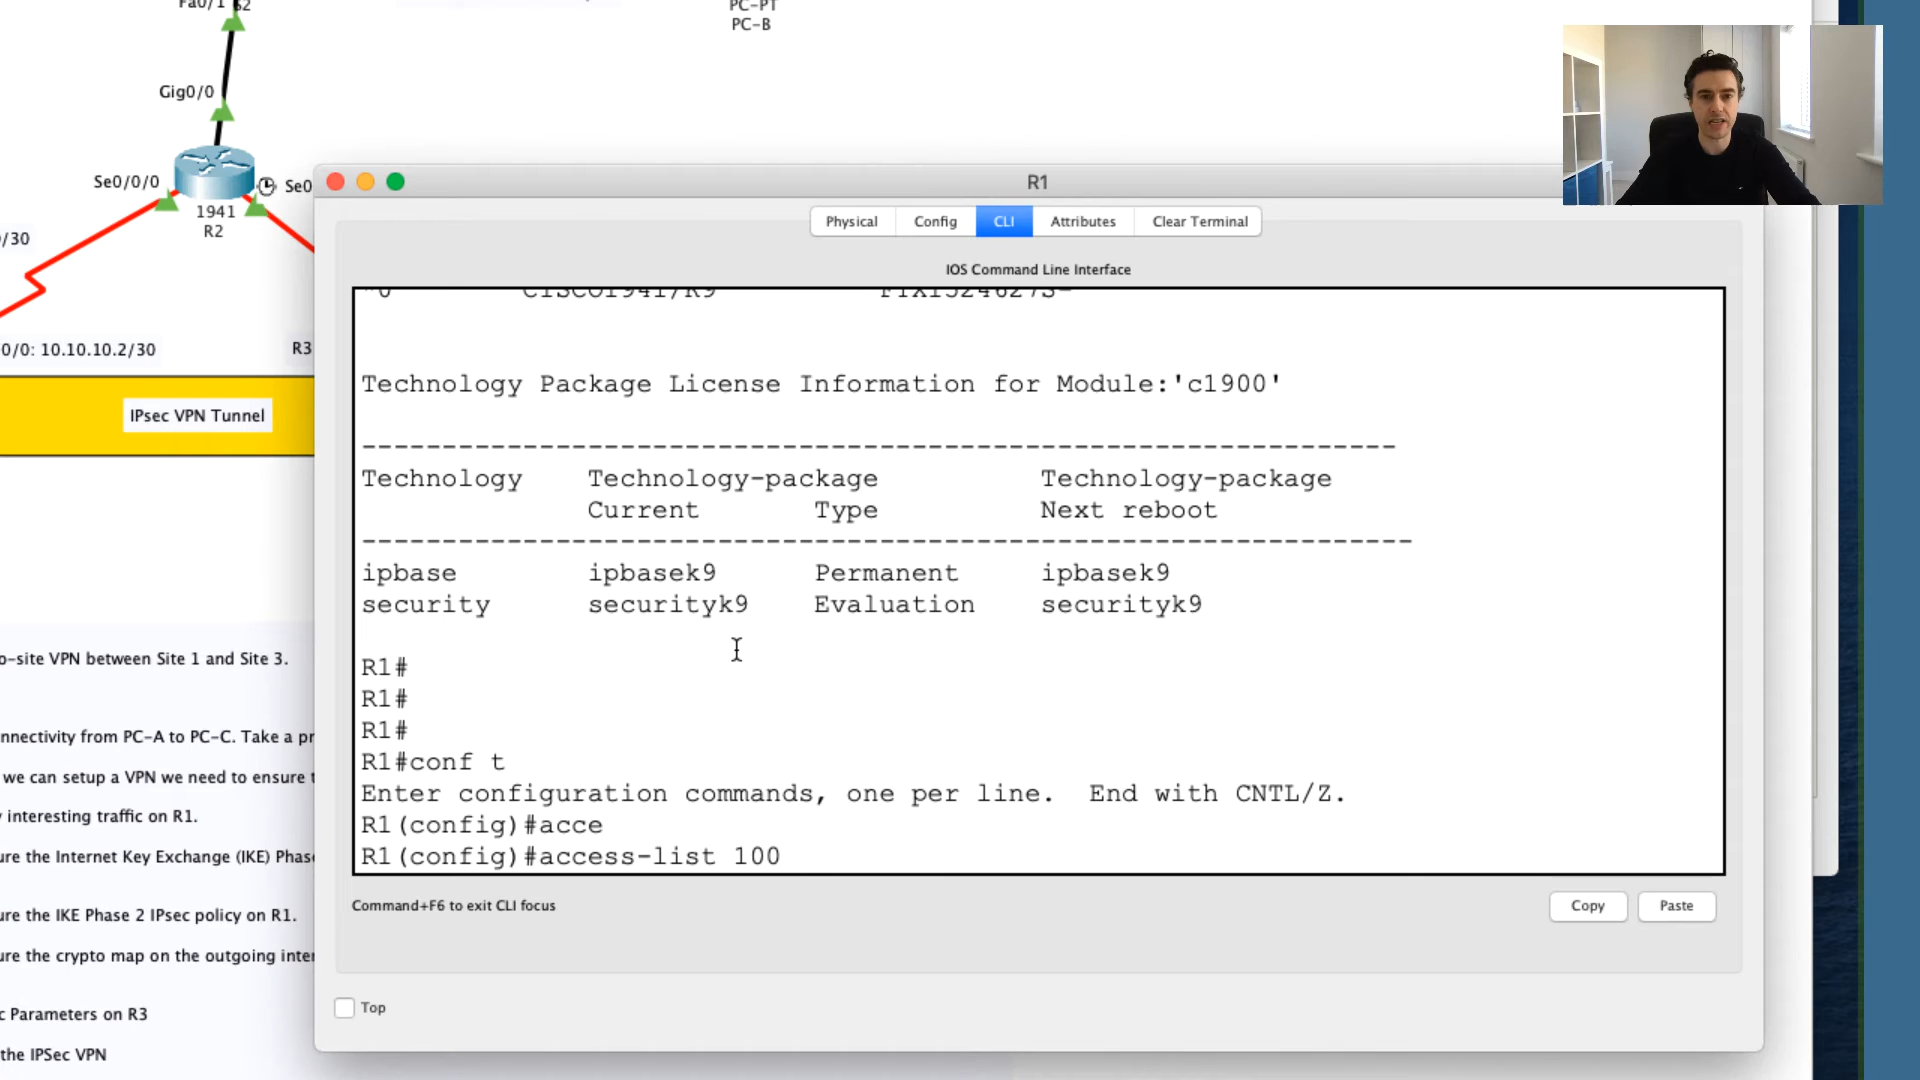 Fa0/1 S2
PC-PT
PC-B
Gig0/0
Se0/0/0
Se0
1941
R2
/30
0/0: 10.10.10.2/30
R3
IPsec VPN Tunnel
o-site VPN between Site 1 and Site 3.
nnectivity from PC-A to PC-C. Take a pr
we can setup a VPN we need to ensure t
interesting traffic on R1.
ure the Internet Key Exchange (IKE) Phas
ure the IKE Phase 2 IPsec policy on R1.
ure the crypto map on the outgoing inter
c Parameters on R3
the IPSec VPN
R1
Physical
Config
CLI
Attributes
Clear Terminal
IOS Command Line Interface
*0 CISCO1941/K9 FTX1524627S-
Technology Package License Information for Module:'c1900'
----------------------------------------------------------------
Technology Technology-package Technology-package
Current Type Next reboot
-----------------------------------------------------------------
ipbase ipbasek9 Permanent ipbasek9
security securityk9 Evaluation securityk9
R1#
R1#
R1#
R1#conf t
Enter configuration commands, one per line. End with CNTL/Z.
R1(config)#acce
R1(config)#access-list 100
Command+F6 to exit CLI focus
Copy
Paste
Top